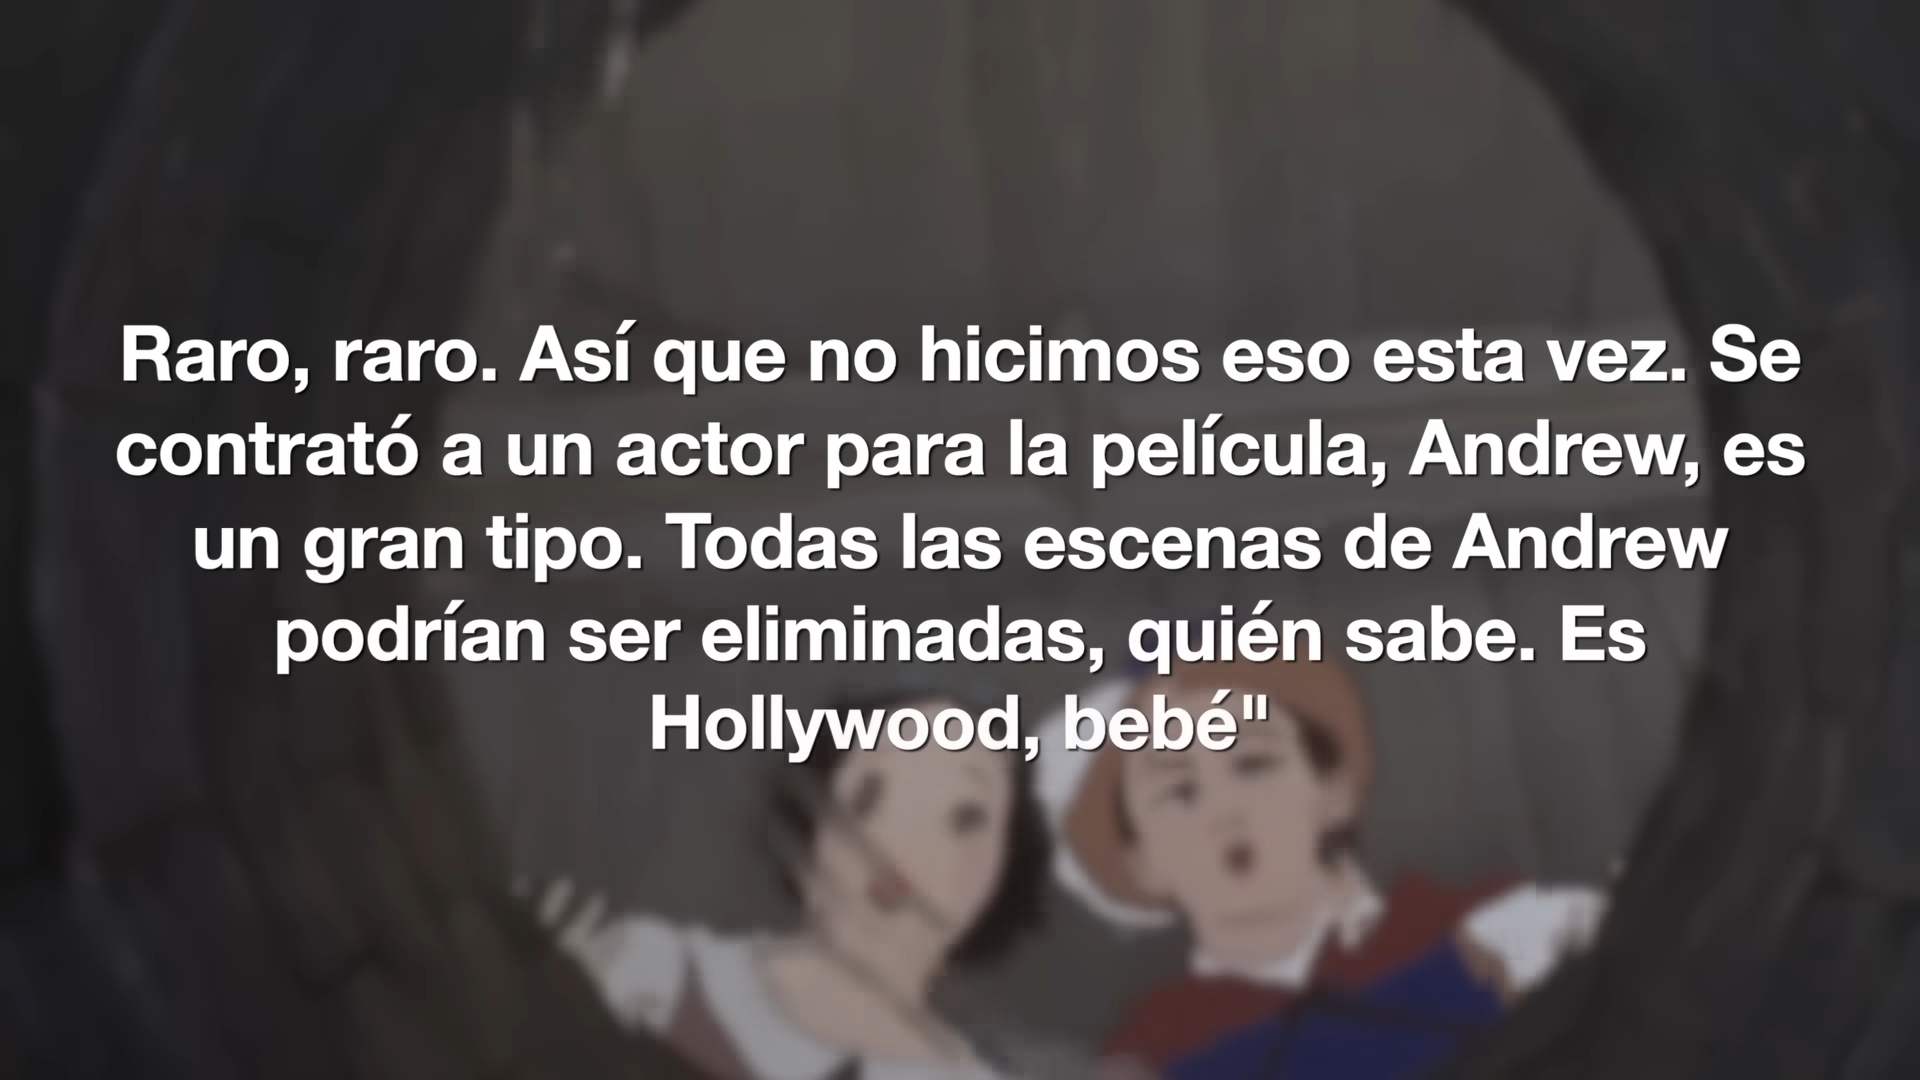 Raro, raro. Así que no hicimos eso esta vez. Se
contrató a un actor para la película, Andrew, es
un gran tipo. Todas las escenas de Andrew
podrían ser eliminadas, quién sabe. Es
Hollywood, bebé"